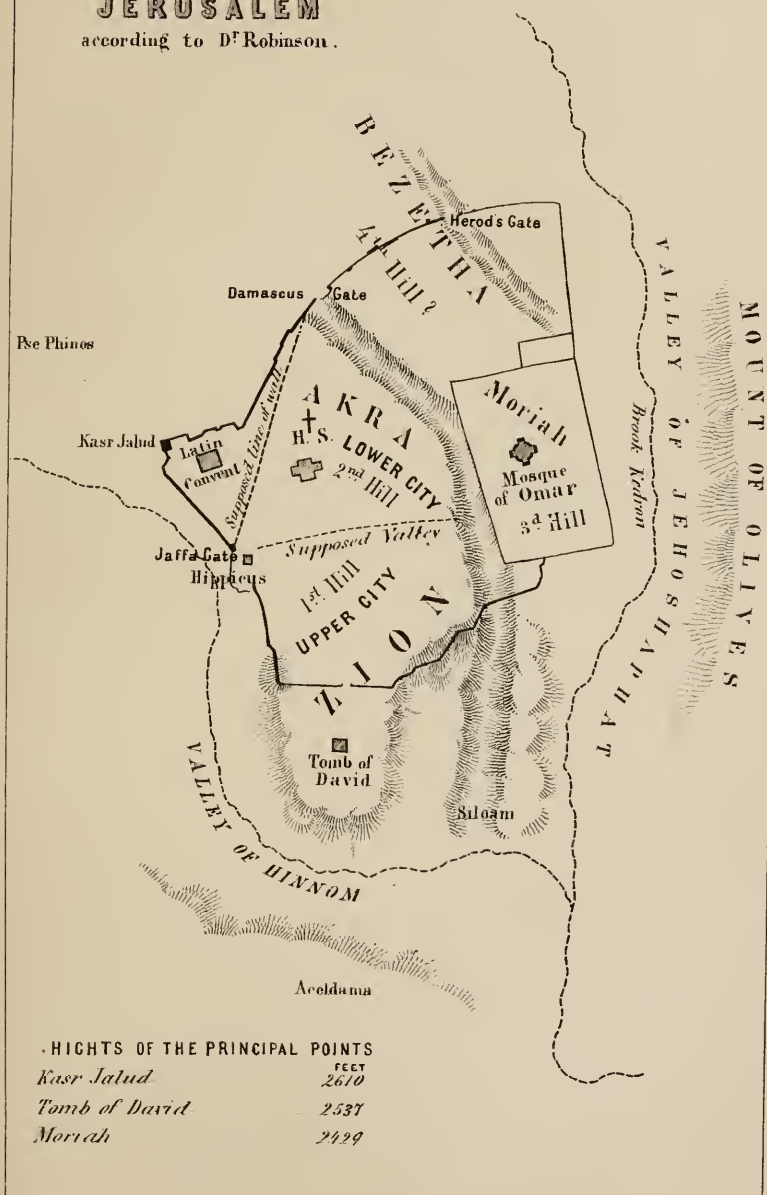 JERUSALEM
according to Dr Robinson.
BEZETHA
4th Hill?
Herod's Gate
Damascus Gate
Pse Phinos
Kasr Jalud
Latin
Convent
Supposed line of wall
AKRA
H. S.
LOWER CITY
2nd Hill
Moriah
Mosque
of Omar
3d Hill
Brook Kedron
VALLEY OF JEHOSHAPHAT
MOUNT OF OLIVES
Supposed Valley
Jaffa Gate
Hippicus
1st Hill
UPPER CITY
ZION
Tomb of
David
Siloam
VALLEY OF HINNOM
Aceldama
HIGHTS OF THE PRINCIPAL POINTS
FEET
Kasr Jalud 2610
Tomb of David 2537
Moriah 2429